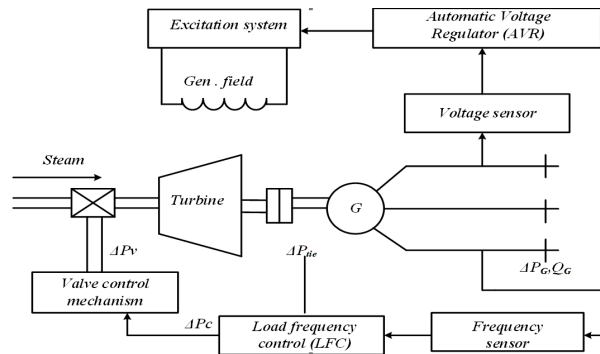 Excitation system
Automatic Voltage
Regulator (AVR)
Gen . field
Voltage sensor
Steam
Turbine
G
ΔPv
ΔPtie
ΔPG,QG
Valve control
mechanism
ΔPc
Load frequency
control (LFC)
Frequency
sensor